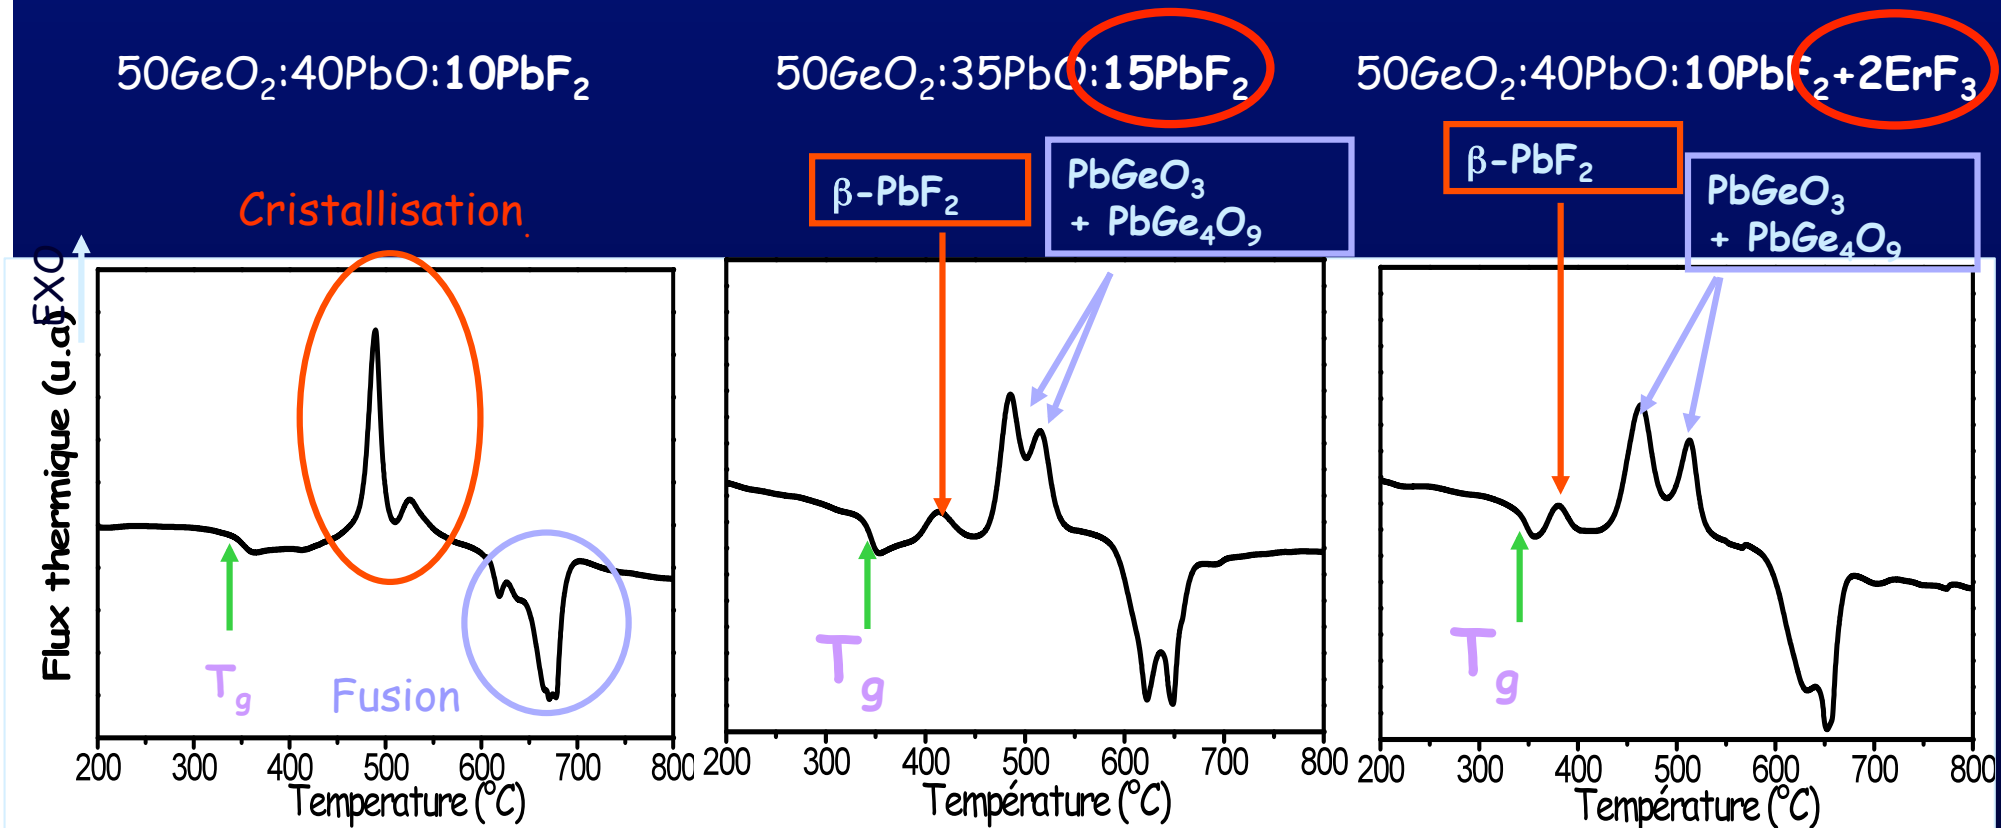 50GeO₂:40PbO:10PbF₂
50GeO₂:35PbO:15PbF₂
50GeO₂:40PbO:10PbF₂+2ErF₃
Cristallisation
β-PbF₂
PbGeO₃
+ PbGe₄O₉
β-PbF₂
PbGeO₃
+ PbGe₄O₉
EXO
Flux thermique (u.a)
Tg
Fusion
200 300 400 500 600 700 800
Temperature (°C)
Tg
200 300 400 500 600 700 800
Température (°C)
Tg
200 300 400 500 600 700 800
Température (°C)